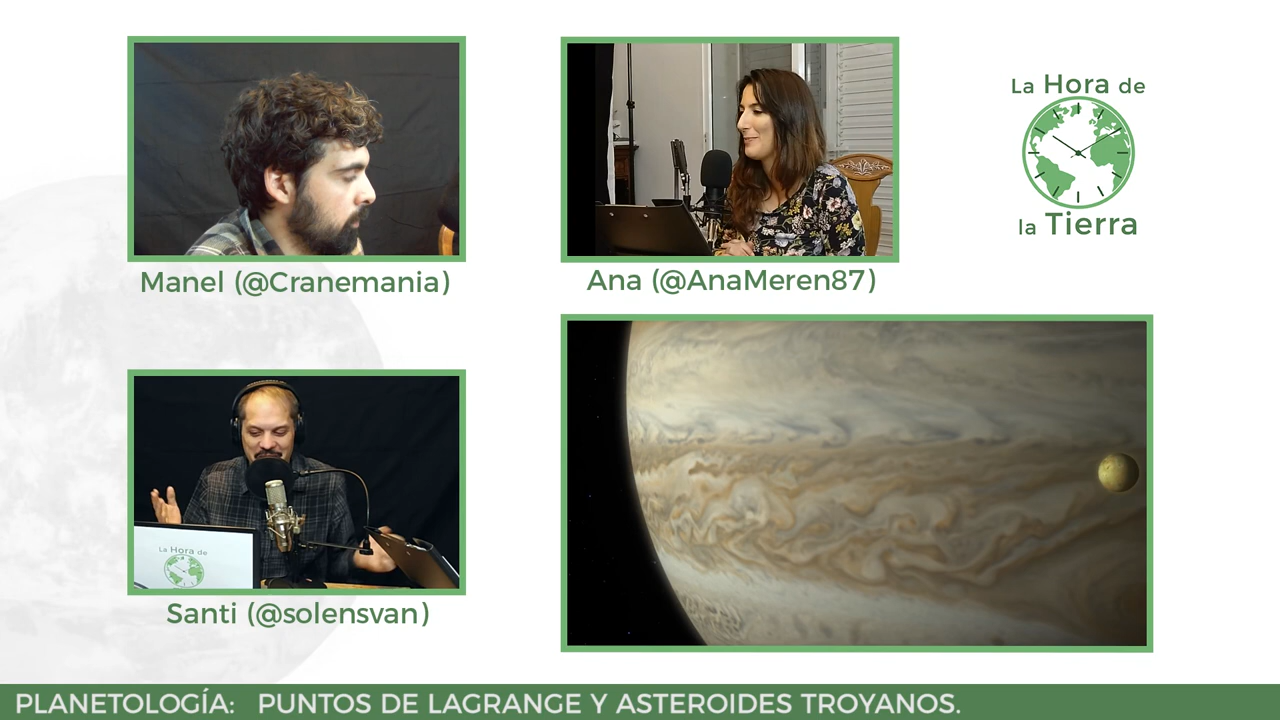 La Hora de
la Tierra
Manel (@Cranemania)
Ana (@AnaMeren87)
La Hora de
Santi (@solensvan)
PLANETOLOGÍA: PUNTOS DE LAGRANGE Y ASTEROIDES TROYANOS.